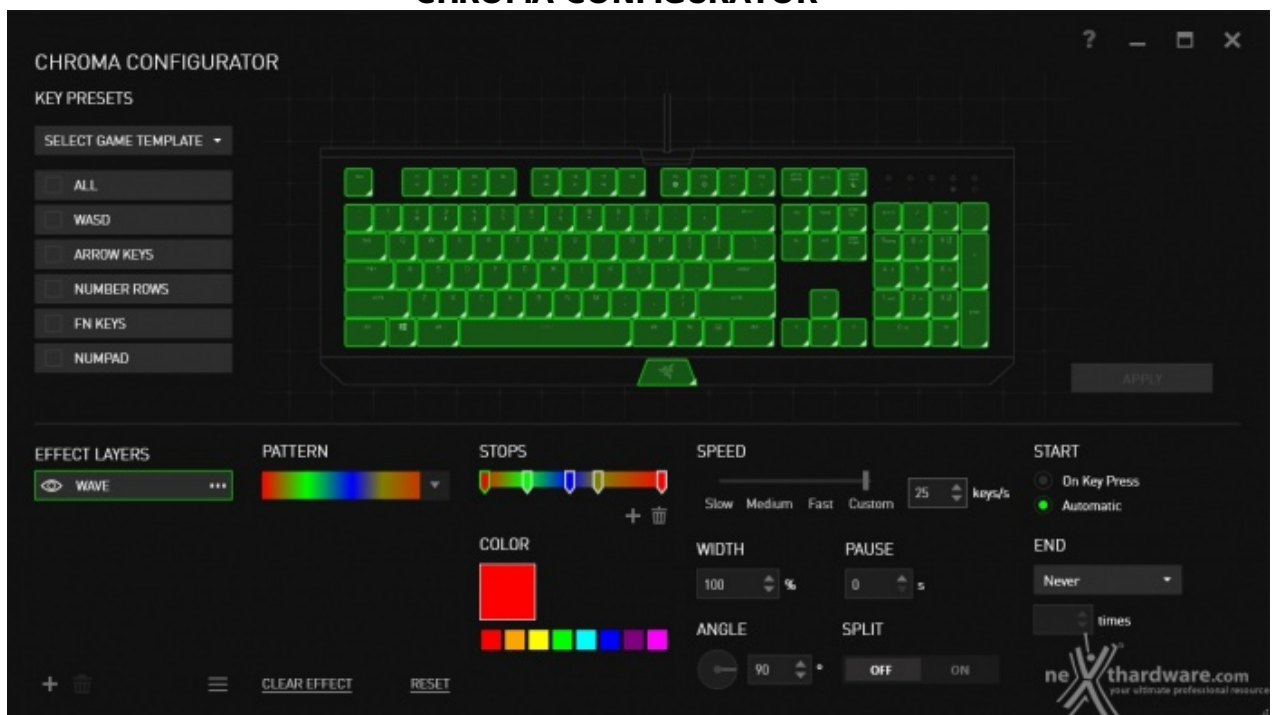 CHROMA CONFIGURATOR
?
CHROMA CONFIGURATOR
KEY PRESETS
SELECT GAME TEMPLATE
ALL
WASD
ARROW KEYS
NUMBER ROWS
FN KEYS
NUMPAD
APPLY
EFFECT LAYERS
WAVE
PATTERN
STOPS
SPEED
START
Slow Medium Fast Custom
25 keys/s
On Key Press
Automatic
COLOR
WIDTH
PAUSE
END
100 %
0 s
Never
times
ANGLE
SPLIT
90 °
OFF ON
CLEAR EFFECT
RESET
nexthardware.com
your ultimate professional resource